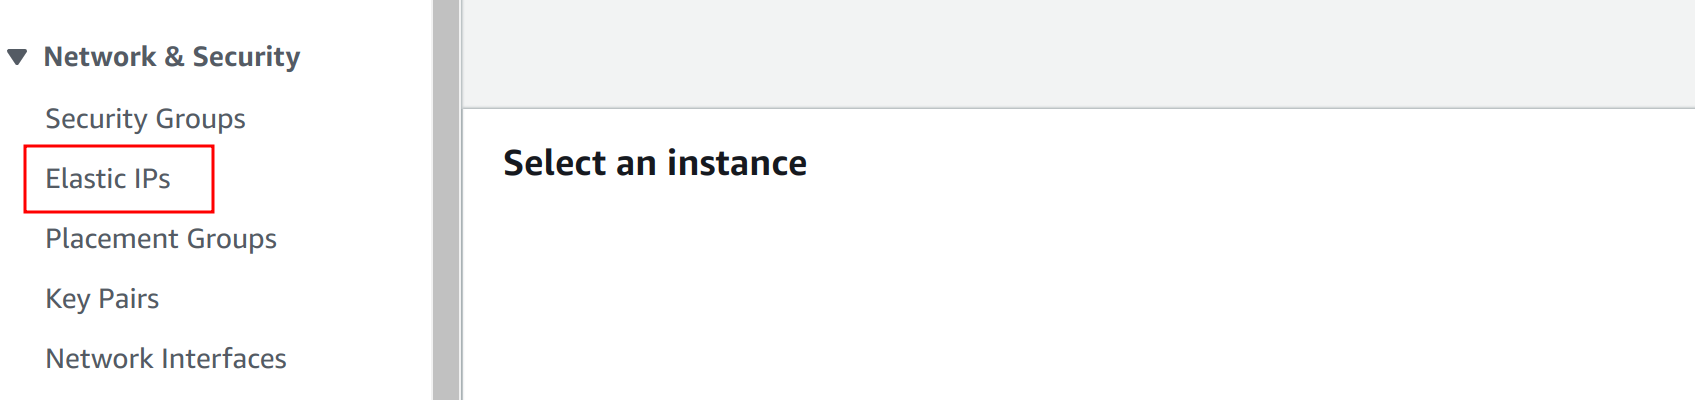 Network & Security
Security Groups
Elastic IPs
Placement Groups
Key Pairs
Network Interfaces
Select an instance